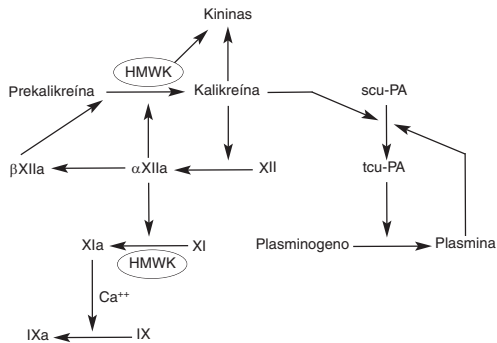 Kininas
HMWK
Prekalikreína
Kalikreína
scu-PA
βXIIa
αXIIa
XII
tcu-PA
XIa
XI
HMWK
Plasminogeno
Plasmina
Ca++
IXa
IX